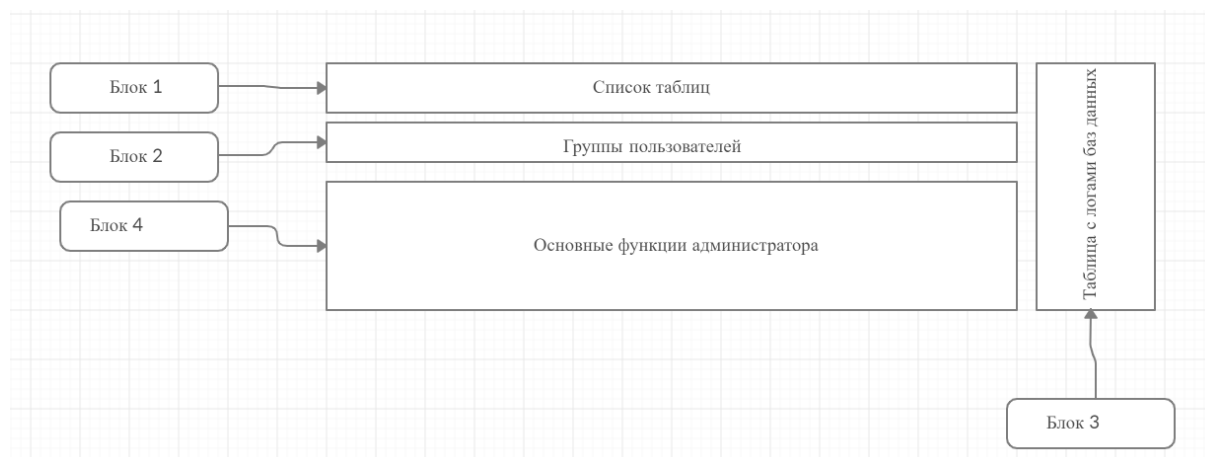 Блок 1
Список таблиц
Блок 2
Группы пользователей
Блок 4
Основные функции администратора
Таблица с логами баз данных
Блок 3